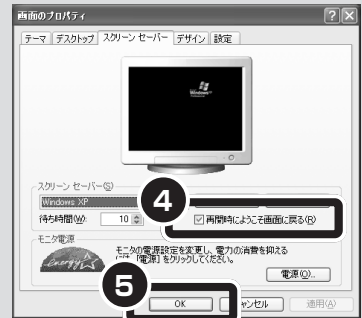 画面のプロパティ
テーマ デスクトップ スクリーン セーバー デザイン 設定
Windows
スクリーン セーバー(S)
Windows XP
4
待ち時間(W): 10 再開時にようこそ画面に戻る(R)
モニタ電源
モニタの電源設定を変更し、電力の消費を抑える
には、[電源] をクリックしてください。
energy
電源(O)...
5
OK キャンセル 適用(A)